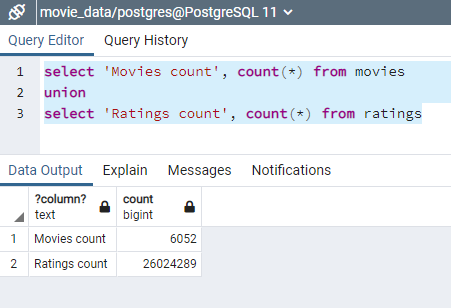 movie_data/postgres@PostgreSQL 11
Query Editor Query History
1 select 'Movies count', count(*) from movies
2 union
3 select 'Ratings count', count(*) from ratings
Data Output Explain Messages Notifications
?column? count
text bigint
1 Movies count 6052
2 Ratings count 26024289